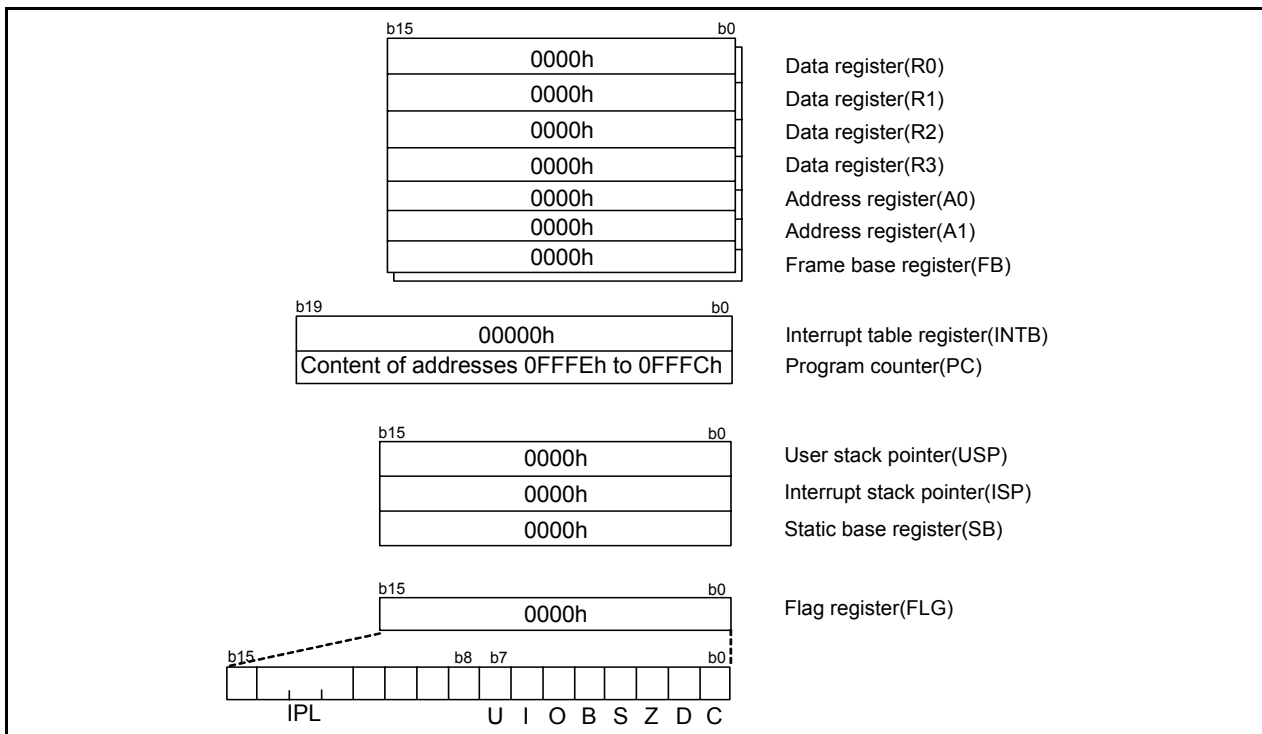 b15 b0
0000h Data register(R0)
0000h Data register(R1)
0000h Data register(R2)
0000h Data register(R3)
0000h Address register(A0)
0000h Address register(A1)
0000h Frame base register(FB)
b19 b0
00000h Interrupt table register(INTB)
Content of addresses 0FFFEh to 0FFFCh Program counter(PC)
b15 b0
0000h User stack pointer(USP)
0000h Interrupt stack pointer(ISP)
0000h Static base register(SB)
b15 b0
0000h Flag register(FLG)
b15 b8 b7 b0
IPL U I O B S Z D C